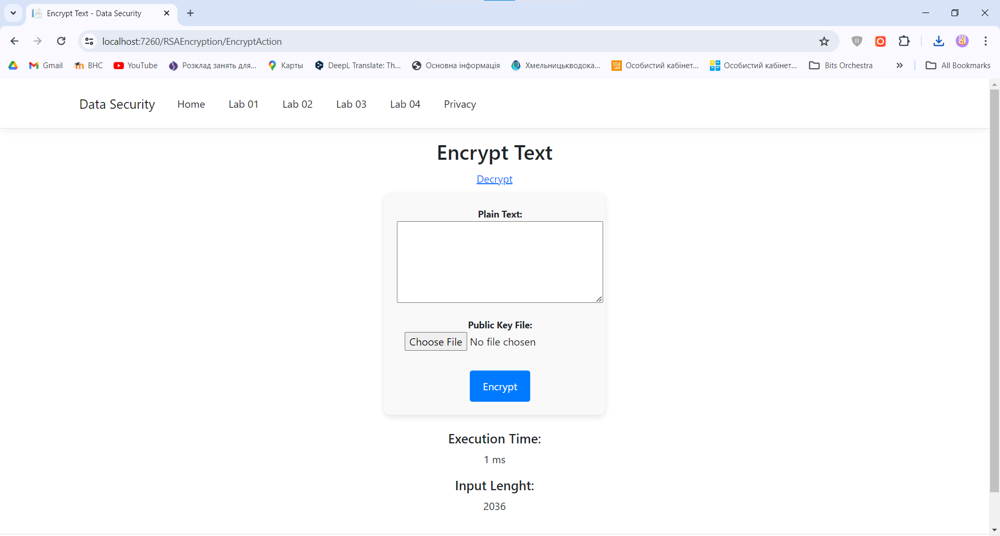 Encrypt Text - Data Security
localhost:7260/RSAEncryption/EncryptAction
Gmail
ВНС
YouTube
Розклад занять для...
Карты
DeepL Translate: Th...
Основна інформація
Хмельницькводока...
104
.ua
Особистий кабінет...
Особистий кабінет...
Bits Orchestra
All Bookmarks
Data Security
Home
Lab 01
Lab 02
Lab 03
Lab 04
Privacy
Encrypt Text
Decrypt
Plain Text:
Public Key File:
Choose File No file chosen
Encrypt
Execution Time:
1 ms
Input Lenght:
2036